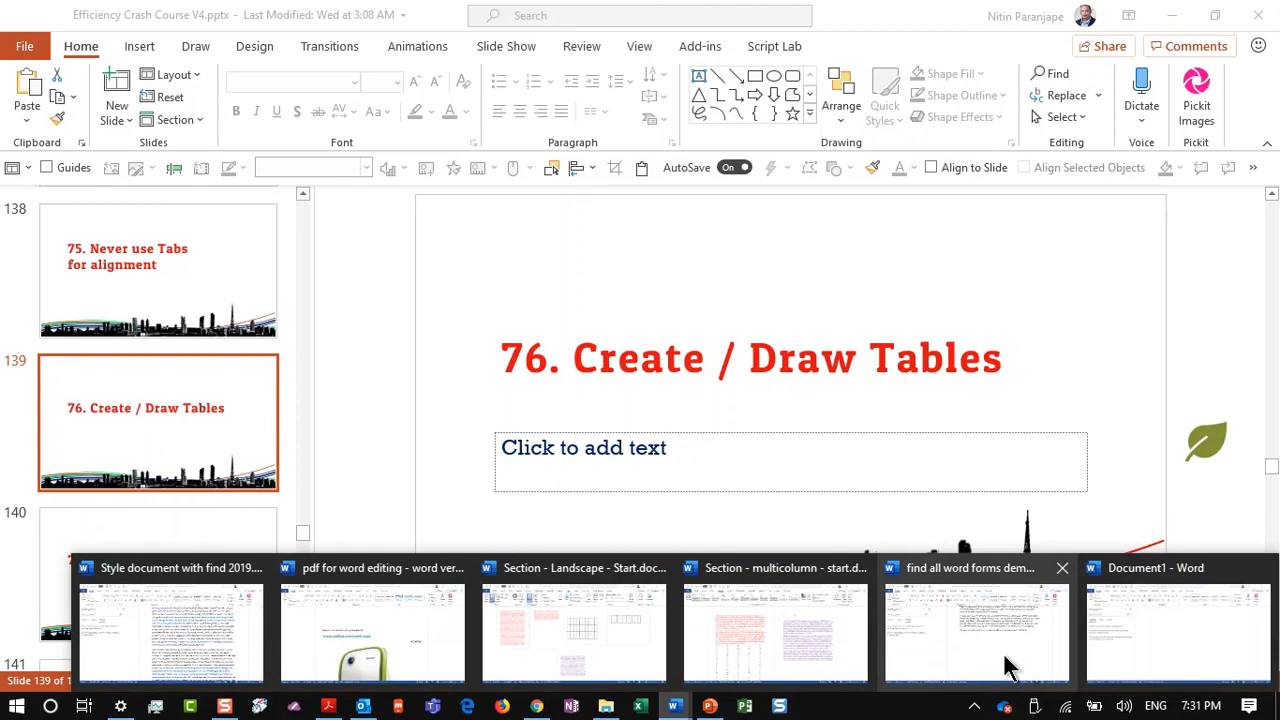 Efficiency Crash Course V4.pptx - Last Modified: Wed at 3:08 AM
Search
Nitin Paranjape
File
Home
Insert
Draw
Design
Transitions
Animations
Slide Show
Review
View
Add-ins
Script Lab
Share
Comments
Paste
New
Slide
Layout
Reset
Section
B
I
U
S
ab
AV
Aa
A
Arrange
Quick
Styles
Shape Fill
Shape Outline
Shape Effects
Find
Replace
Select
Dictate
Pickit
Images
Clipboard
Slides
Font
Paragraph
Drawing
Editing
Voice
Pickit
Guides
AutoSave
On
Align to Slide
Align Selected Objects
138
75. Never use Tabs
for alignment
139
76. Create / Draw Tables
140
141
76. Create / Draw Tables
Click to add text
Style document with find 2019....
pdf for word editing - word ver...
Section - Landscape - Start.doc...
Section - multicolumn - start.d...
find all word forms dem...
Document1 - Word
Slide 139 of 1
ENG
7:31 PM